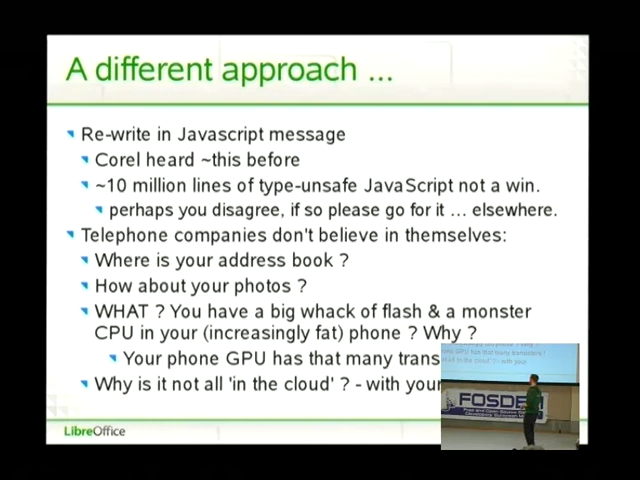 A different approach ...
Re-write in Javascript message
Corel heard ~this before
~10 million lines of type-unsafe JavaScript not a win.
perhaps you disagree, if so please go for it ... elsewhere.
Telephone companies don't believe in themselves:
Where is your address book ?
How about your photos ?
WHAT ? You have a big whack of flash & a monster
CPU in your (increasingly fat) phone ? Why ?
Your phone GPU has that many trans
Why is it not all 'in the cloud' ? - with your
LibreOffice
FOSDEM